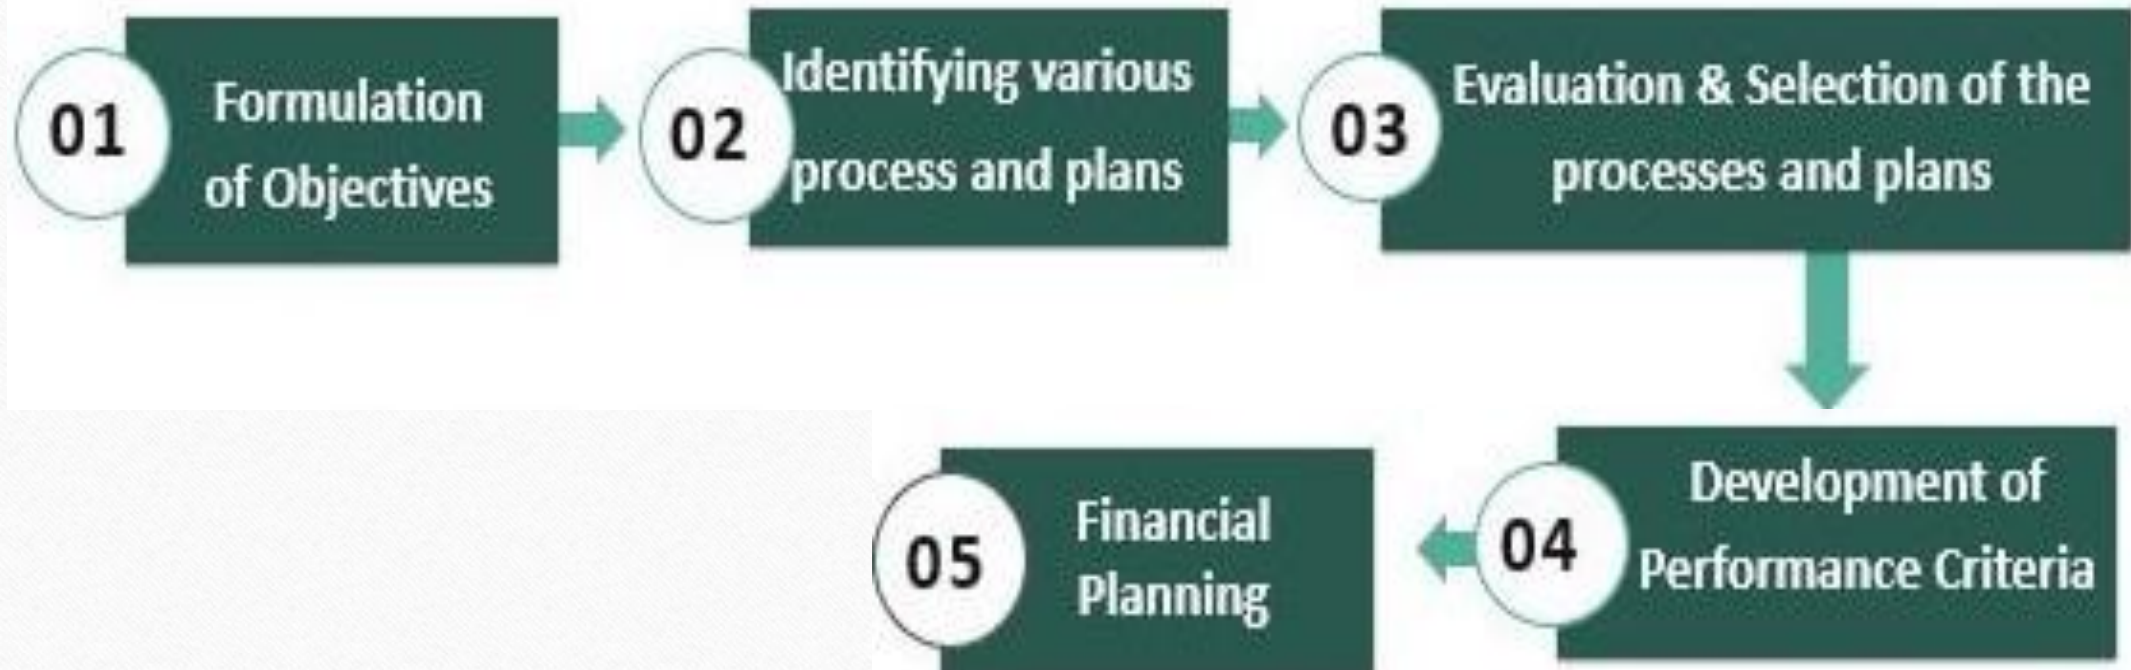 01
Formulation
of Objectives
02
Identifying various
process and plans
03
Evaluation & Selection of the
processes and plans
04
Development of
Performance Criteria
05
Financial
Planning